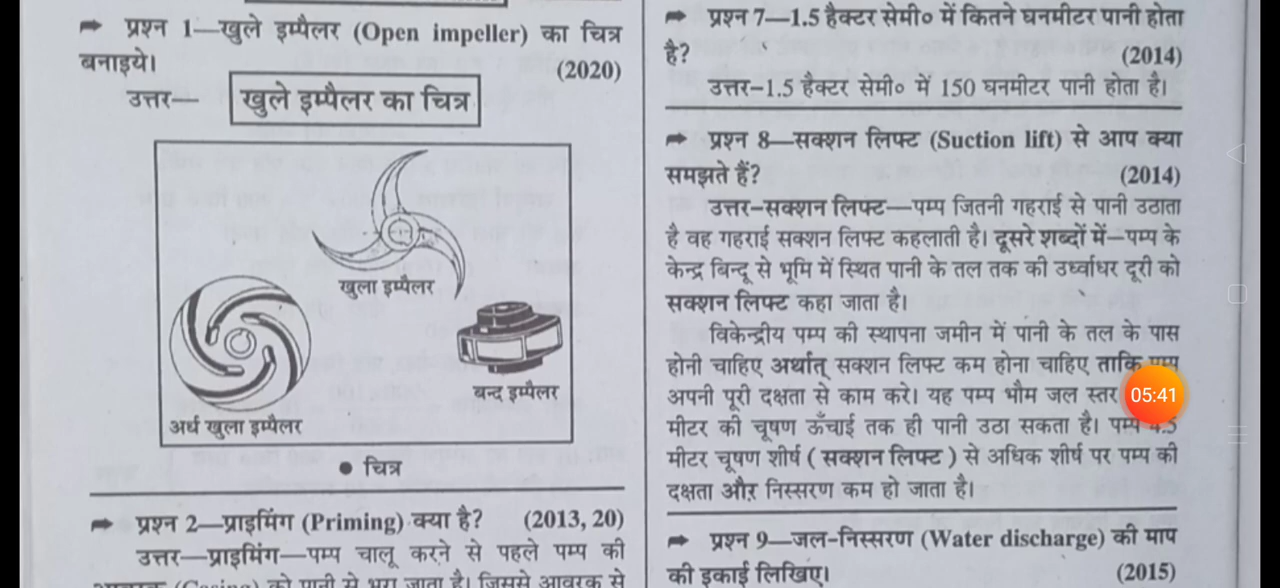 ➡ प्रश्न 1—खुले इम्पैलर (Open impeller) का चित्र
बनाइये।
(2020)
उत्तर—
खुले इम्पैलर का चित्र
खुला इम्पैलर
बन्द इम्पैलर
अर्ध खुला इम्पैलर
● चित्र
➡ प्रश्न 2—प्राइमिंग (Priming) क्या है? (2013, 20)
उत्तर—प्राइमिंग—पम्प चालू करने से पहले पम्प की
आवरक (Casing) को पानी से भरा जाता है। जिससे आवरक से
➡ प्रश्न 7—1.5 हैक्टर सेमी० में कितने घनमीटर पानी होता
है?
(2014)
उत्तर-1.5 हैक्टर सेमी० में 150 घनमीटर पानी होता है।
➡ प्रश्न 8—सक्शन लिफ्ट (Suction lift) से आप क्या
समझते हैं? (2014)
उत्तर-सक्शन लिफ्ट—पम्प जितनी गहराई से पानी उठाता
है वह गहराई सक्शन लिफ्ट कहलाती है। दूसरे शब्दों में—पम्प के
केन्द्र बिन्दू से भूमि में स्थित पानी के तल तक की उर्ध्वाधर दूरी को
सक्शन लिफ्ट कहा जाता है।
विकेन्द्रीय पम्प की स्थापना जमीन में पानी के तल के पास
होनी चाहिए अर्थात् सक्शन लिफ्ट कम होना चाहिए ताकि पम्प
अपनी पूरी दक्षता से काम करे। यह पम्प भौम जल स्तर
मीटर की चूषण ऊँचाई तक ही पानी उठा सकता है। पम्प 4.5
मीटर चूषण शीर्ष (सक्शन लिफ्ट) से अधिक शीर्ष पर पम्प की
दक्षता और निस्सरण कम हो जाता है।
➡ प्रश्न 9—जल-निस्सरण (Water discharge) की माप
की इकाई लिखिए। (2015)
05:41